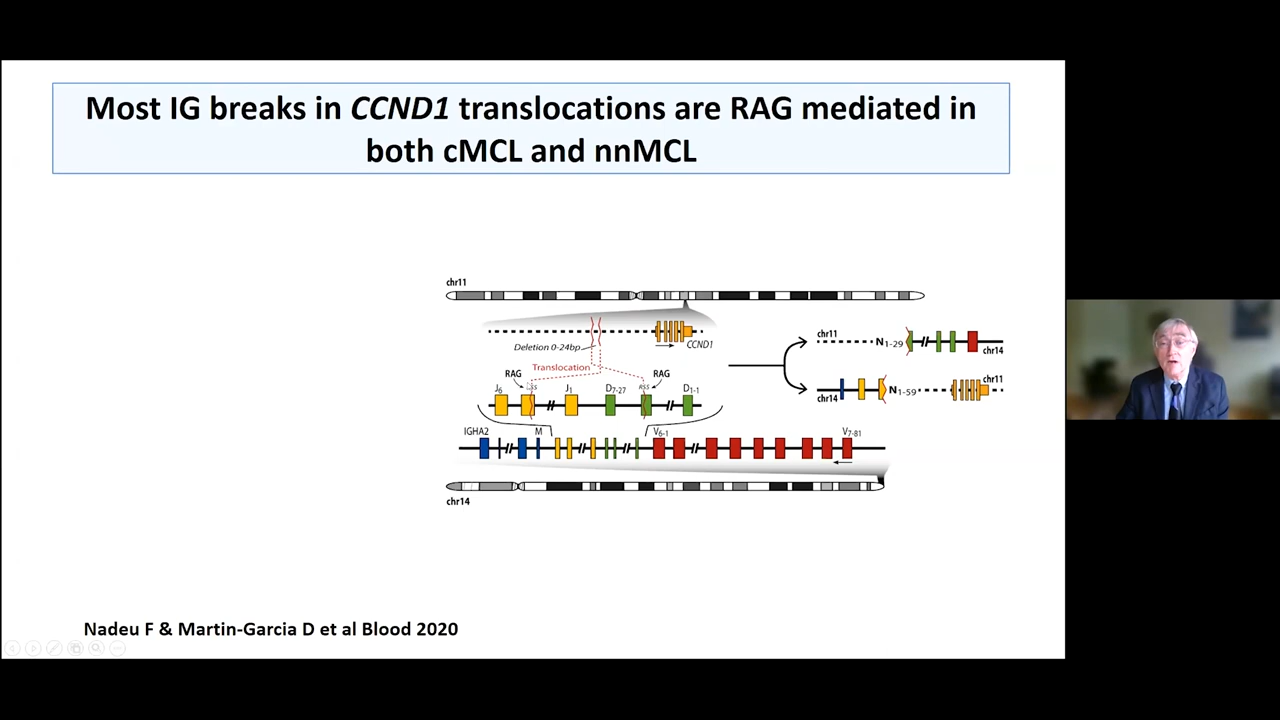 Most IG breaks in CCND1 translocations are RAG mediated in
both cMCL and nnMCL
chr11
Deletion 0-24bp
CCND1
Translocation
RAG
RSS
RSS
RAG
J6
J1
D7-27
D1-1
IGHA2
M
V6-1
V7-81
chr14
chr11
N1-29
chr14
chr11
chr14
N1-59
Nadeu F & Martin-Garcia D et al Blood 2020